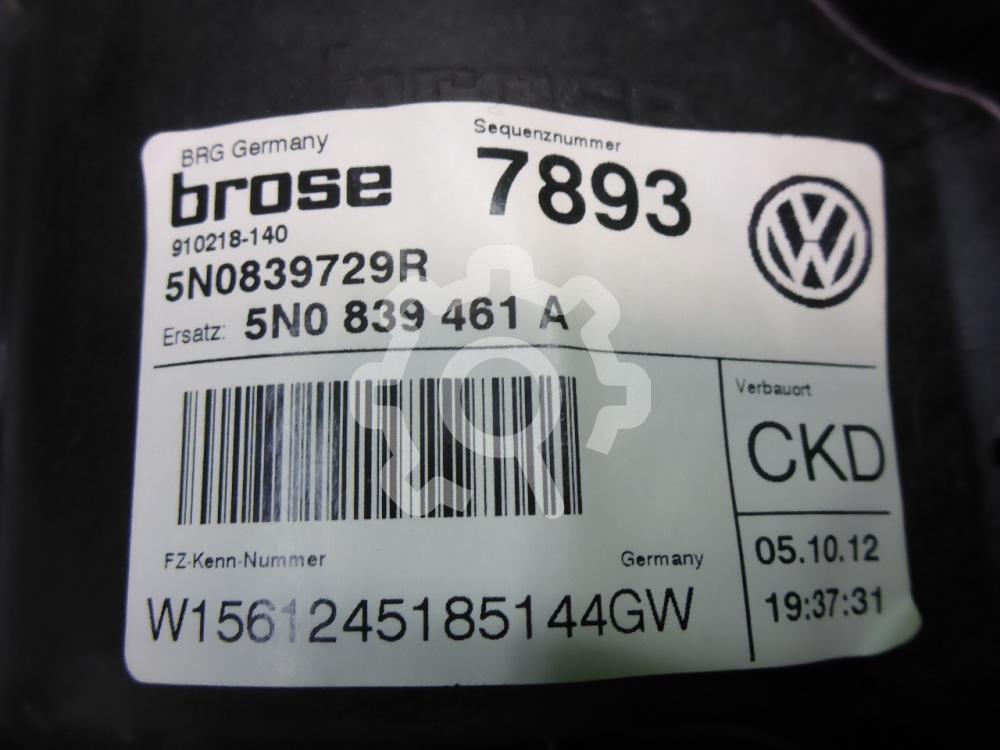 BRG Germany
brose
910218-140
5N0839729R
Ersatz: 5N0 839 461 A
Sequenznummer
7893
VW
Verbauort
CKD
FZ-Kenn-Nummer
Germany
W1561245185144GW
05.10.12
19:37:31